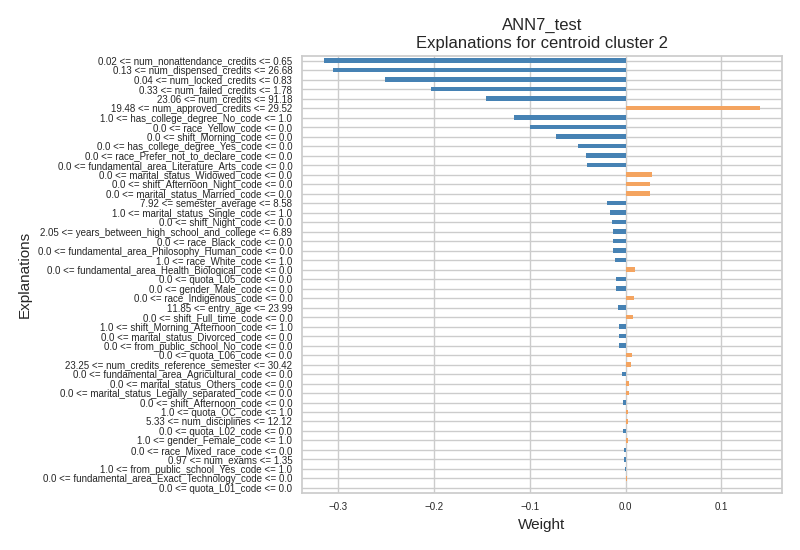 ANN7_test
Explanations for centroid cluster 2
0.02 <= num_nonattendance_credits <= 0.65
0.13 <= num_dispensed_credits <= 26.68
0.04 <= num_locked_credits <= 0.83
0.33 <= num_failed_credits <= 1.78
23.06 <= num_credits <= 91.18
19.48 <= num_approved_credits <= 29.52
1.0 <= has_college_degree_No_code <= 1.0
0.0 <= race_Yellow_code <= 0.0
0.0 <= shift_Morning_code <= 0.0
0.0 <= has_college_degree_Yes_code <= 0.0
0.0 <= race_Prefer_not_to_declare_code <= 0.0
0.0 <= fundamental_area_Literature_Arts_code <= 0.0
0.0 <= marital_status_Widowed_code <= 0.0
0.0 <= shift_Afternoon_Night_code <= 0.0
0.0 <= marital_status_Married_code <= 0.0
7.92 <= semester_average <= 8.58
1.0 <= marital_status_Single_code <= 1.0
0.0 <= shift_Night_code <= 0.0
2.05 <= years_between_high_school_and_college <= 6.89
0.0 <= race_Black_code <= 0.0
0.0 <= fundamental_area_Philosophy_Human_code <= 0.0
1.0 <= race_White_code <= 1.0
0.0 <= fundamental_area_Health_Biological_code <= 0.0
0.0 <= quota_L05_code <= 0.0
0.0 <= gender_Male_code <= 0.0
0.0 <= race_Indigenous_code <= 0.0
11.85 <= entry_age <= 23.99
0.0 <= shift_Full_time_code <= 0.0
1.0 <= shift_Morning_Afternoon_code <= 1.0
0.0 <= marital_status_Divorced_code <= 0.0
0.0 <= from_public_school_No_code <= 0.0
0.0 <= quota_L06_code <= 0.0
23.25 <= num_credits_reference_semester <= 30.42
0.0 <= fundamental_area_Agricultural_code <= 0.0
0.0 <= marital_status_Others_code <= 0.0
0.0 <= marital_status_Legally_separated_code <= 0.0
0.0 <= shift_Afternoon_code <= 0.0
1.0 <= quota_OC_code <= 1.0
5.33 <= num_disciplines <= 12.12
0.0 <= quota_L02_code <= 0.0
1.0 <= gender_Female_code <= 1.0
0.0 <= race_Mixed_race_code <= 0.0
0.97 <= num_exams <= 1.35
1.0 <= from_public_school_Yes_code <= 1.0
0.0 <= fundamental_area_Exact_Technology_code <= 0.0
0.0 <= quota_L01_code <= 0.0
Explanations
−0.3 −0.2 −0.1 0.0 0.1
Weight